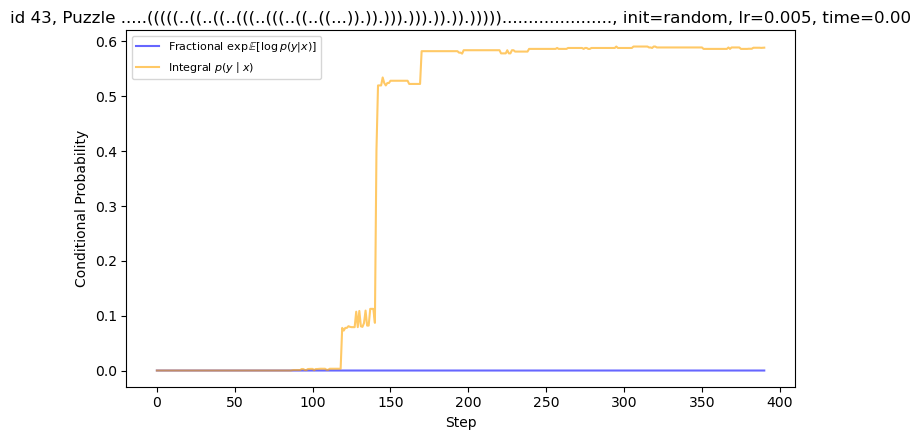 id 43, Puzzle .....(((((..((..((..(((..(((..((..((...)).)).))).))).)).)).)))))....................., init=random, lr=0.005, time=0.00
Fractional exp𝔼[log p(y|x)]
Integral p(y | x)
Conditional Probability
0.6
0.5
0.4
0.3
0.2
0.1
0.0
0 50 100 150 200 250 300 350 400
Step